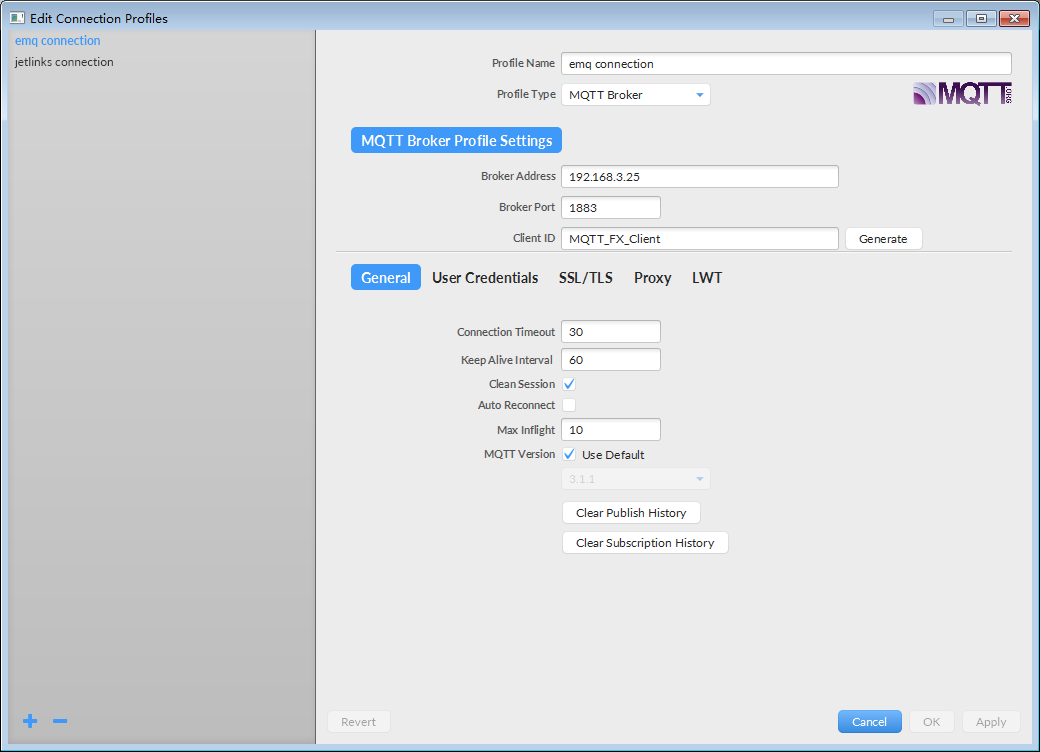 Edit Connection Profiles
emq connection
jetlinks connection
Profile Name emq connection
Profile Type MQTT Broker
MQTT.ORG
MQTT Broker Profile Settings
Broker Address 192.168.3.25
Broker Port 1883
Client ID MQTT_FX_Client Generate
General User Credentials SSL/TLS Proxy LWT
Connection Timeout 30
Keep Alive Interval 60
Clean Session
Auto Reconnect
Max Inflight 10
MQTT Version Use Default
3.1.1
Clear Publish History
Clear Subscription History
Revert Cancel OK Apply